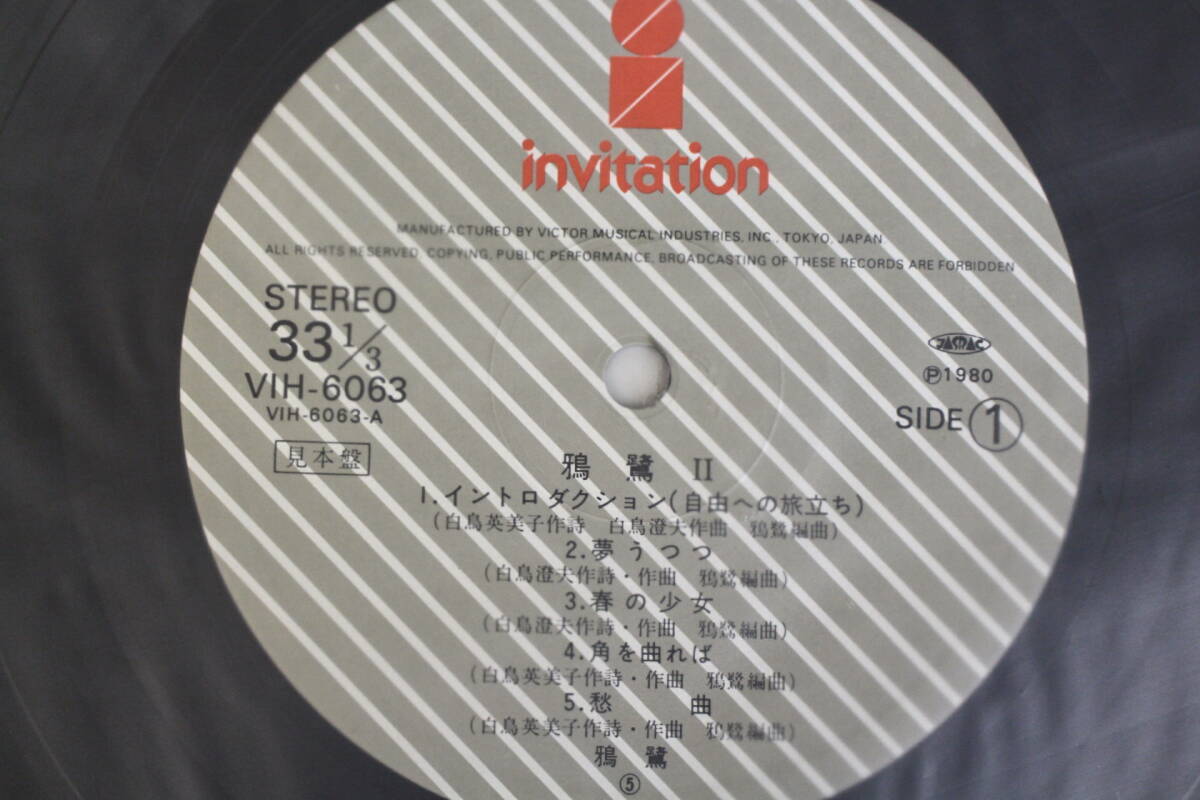 invitation
MANUFACTURED BY VICTOR MUSICAL INDUSTRIES, INC., TOKYO, JAPAN.
ALL RIGHTS RESERVED. COPYING, PUBLIC PERFORMANCE, BROADCASTING OF THESE RECORDS ARE FORBIDDEN
STEREO
33 1/3
VIH-6063
VIH-6063-A
見本盤
JASRAC
Ⓟ1980
SIDE ①
鴉 鷺 II
1.イントロダクション(自由への旅立ち)
(白鳥英美子作詩 白鳥澄夫作曲 鴉鷺編曲)
2.夢うつつ
(白鳥澄夫作詩・作曲 鴉鷺編曲)
3.春の少女
(白鳥澄夫作詩・作曲 鴉鷺編曲)
4.角を曲れば
(白鳥英美子作詩・作曲 鴉鷺編曲)
5.愁 曲
(白鳥英美子作詩・作曲 鴉鷺編曲)
鴉 鷺
⑤